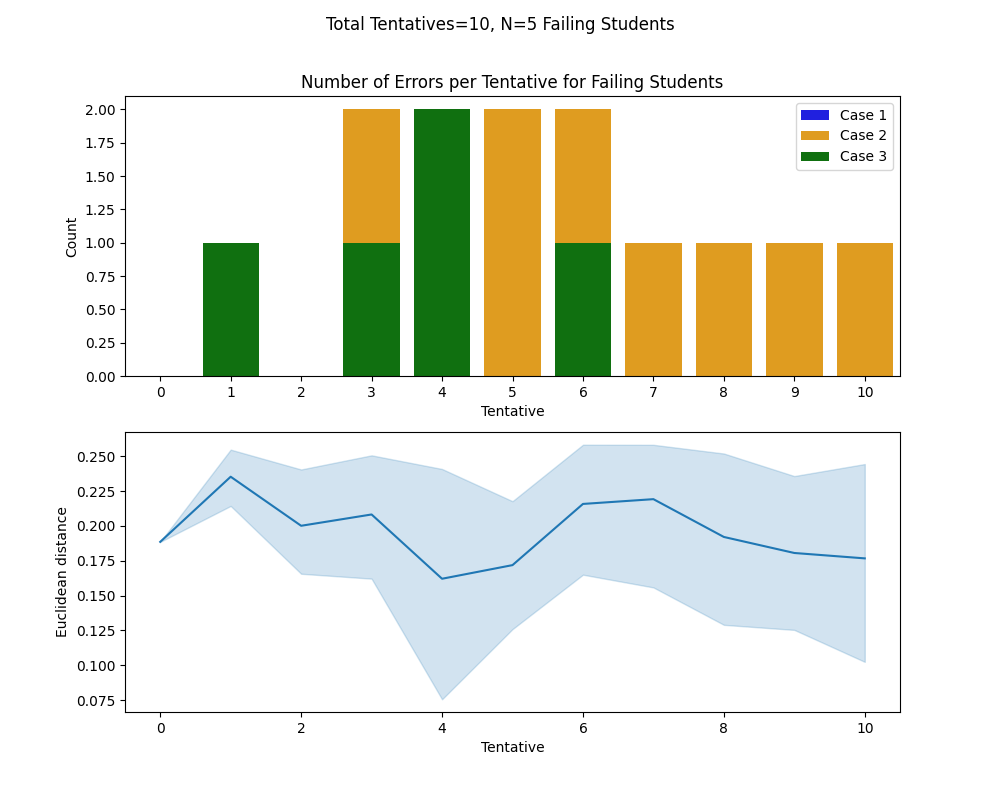 Total Tentatives=10, N=5 Failing Students
Number of Errors per Tentative for Failing Students
Case 1
Case 2
Case 3
Count
2.00
1.75
1.50
1.25
1.00
0.75
0.50
0.25
0.00
0 1 2 3 4 5 6 7 8 9 10
Tentative
Euclidean distance
0.250
0.225
0.200
0.175
0.150
0.125
0.100
0.075
0 2 4 6 8 10
Tentative